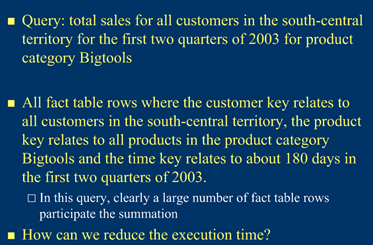 Query: total sales for all customers in the south-central
territory for the first two quarters of 2003 for product
category Bigtools
All fact table rows where the customer key relates to
all customers in the south-central territory, the product
key relates to all products in the product category
Bigtools and the time key relates to about 180 days in
the first two quarters of 2003.
In this query, clearly a large number of fact table rows
participate the summation
How can we reduce the execution time?